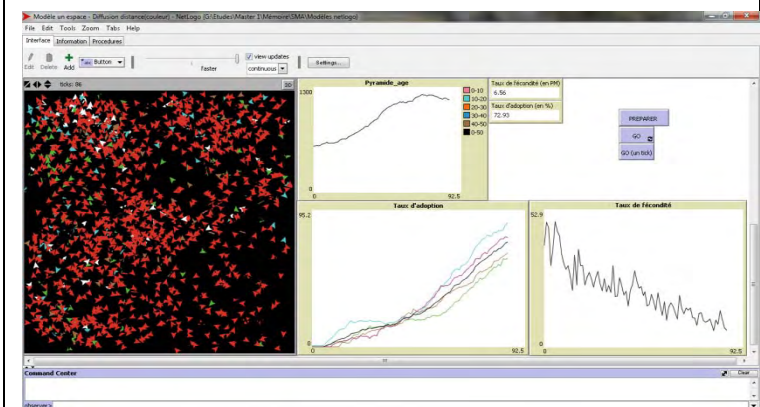 Modèle un espace - Diffusion distance(couleur) - NetLogo {G:\Etudes\Master 1\Mémoire\SMA\Modèles netlogo}
File Edit Tools Zoom Tabs Help
Interface Information Procedures
Edit Delete Add
Button
faster
view updates
continuous
Settings...
ticks: 86
3D
Pyramide_age
1300
0
0
92.5
0-10
10-20
20-30
30-40
40-50
0-50
Taux de fécondité (en PM)
6.56
Taux d'adoption (en %)
72.93
PREPARER
GO
GO (un tick)
Taux d'adoption
95.2
0
0
92.5
Taux de fécondité
52.9
0
0
92.5
Command Center
Clear
observer>